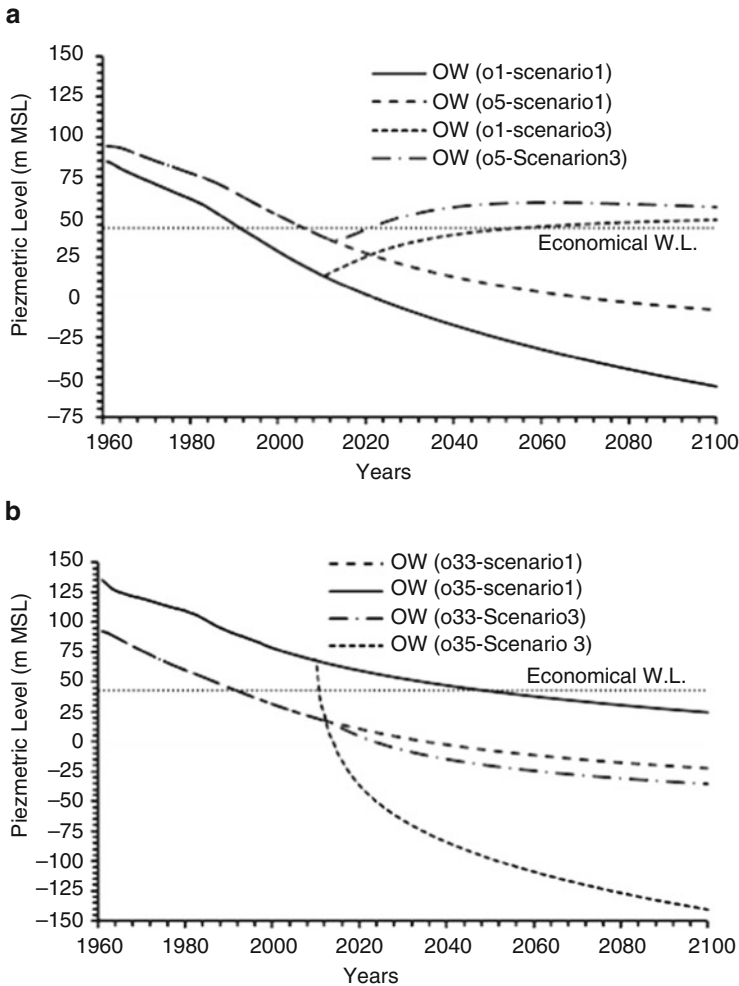 a
150
125
100
75
50
25
0
−25
−50
−75
Piezmetric Level (m MSL)
OW (o1-scenario1)
OW (o5-scenario1)
OW (o1-scenario3)
OW (o5-Scenarion3)
Economical W.L.
1960 1980 2000 2020 2040 2060 2080 2100
Years
b
150
125
100
75
50
25
0
−25
−50
−75
−100
−125
−150
Piezmetric Level (m MSL)
OW (o33-scenario1)
OW (o35-scenario1)
OW (o33-Scenario3)
OW (o35-Scenario 3)
Economical W.L.
1960 1980 2000 2020 2040 2060 2080 2100
Years